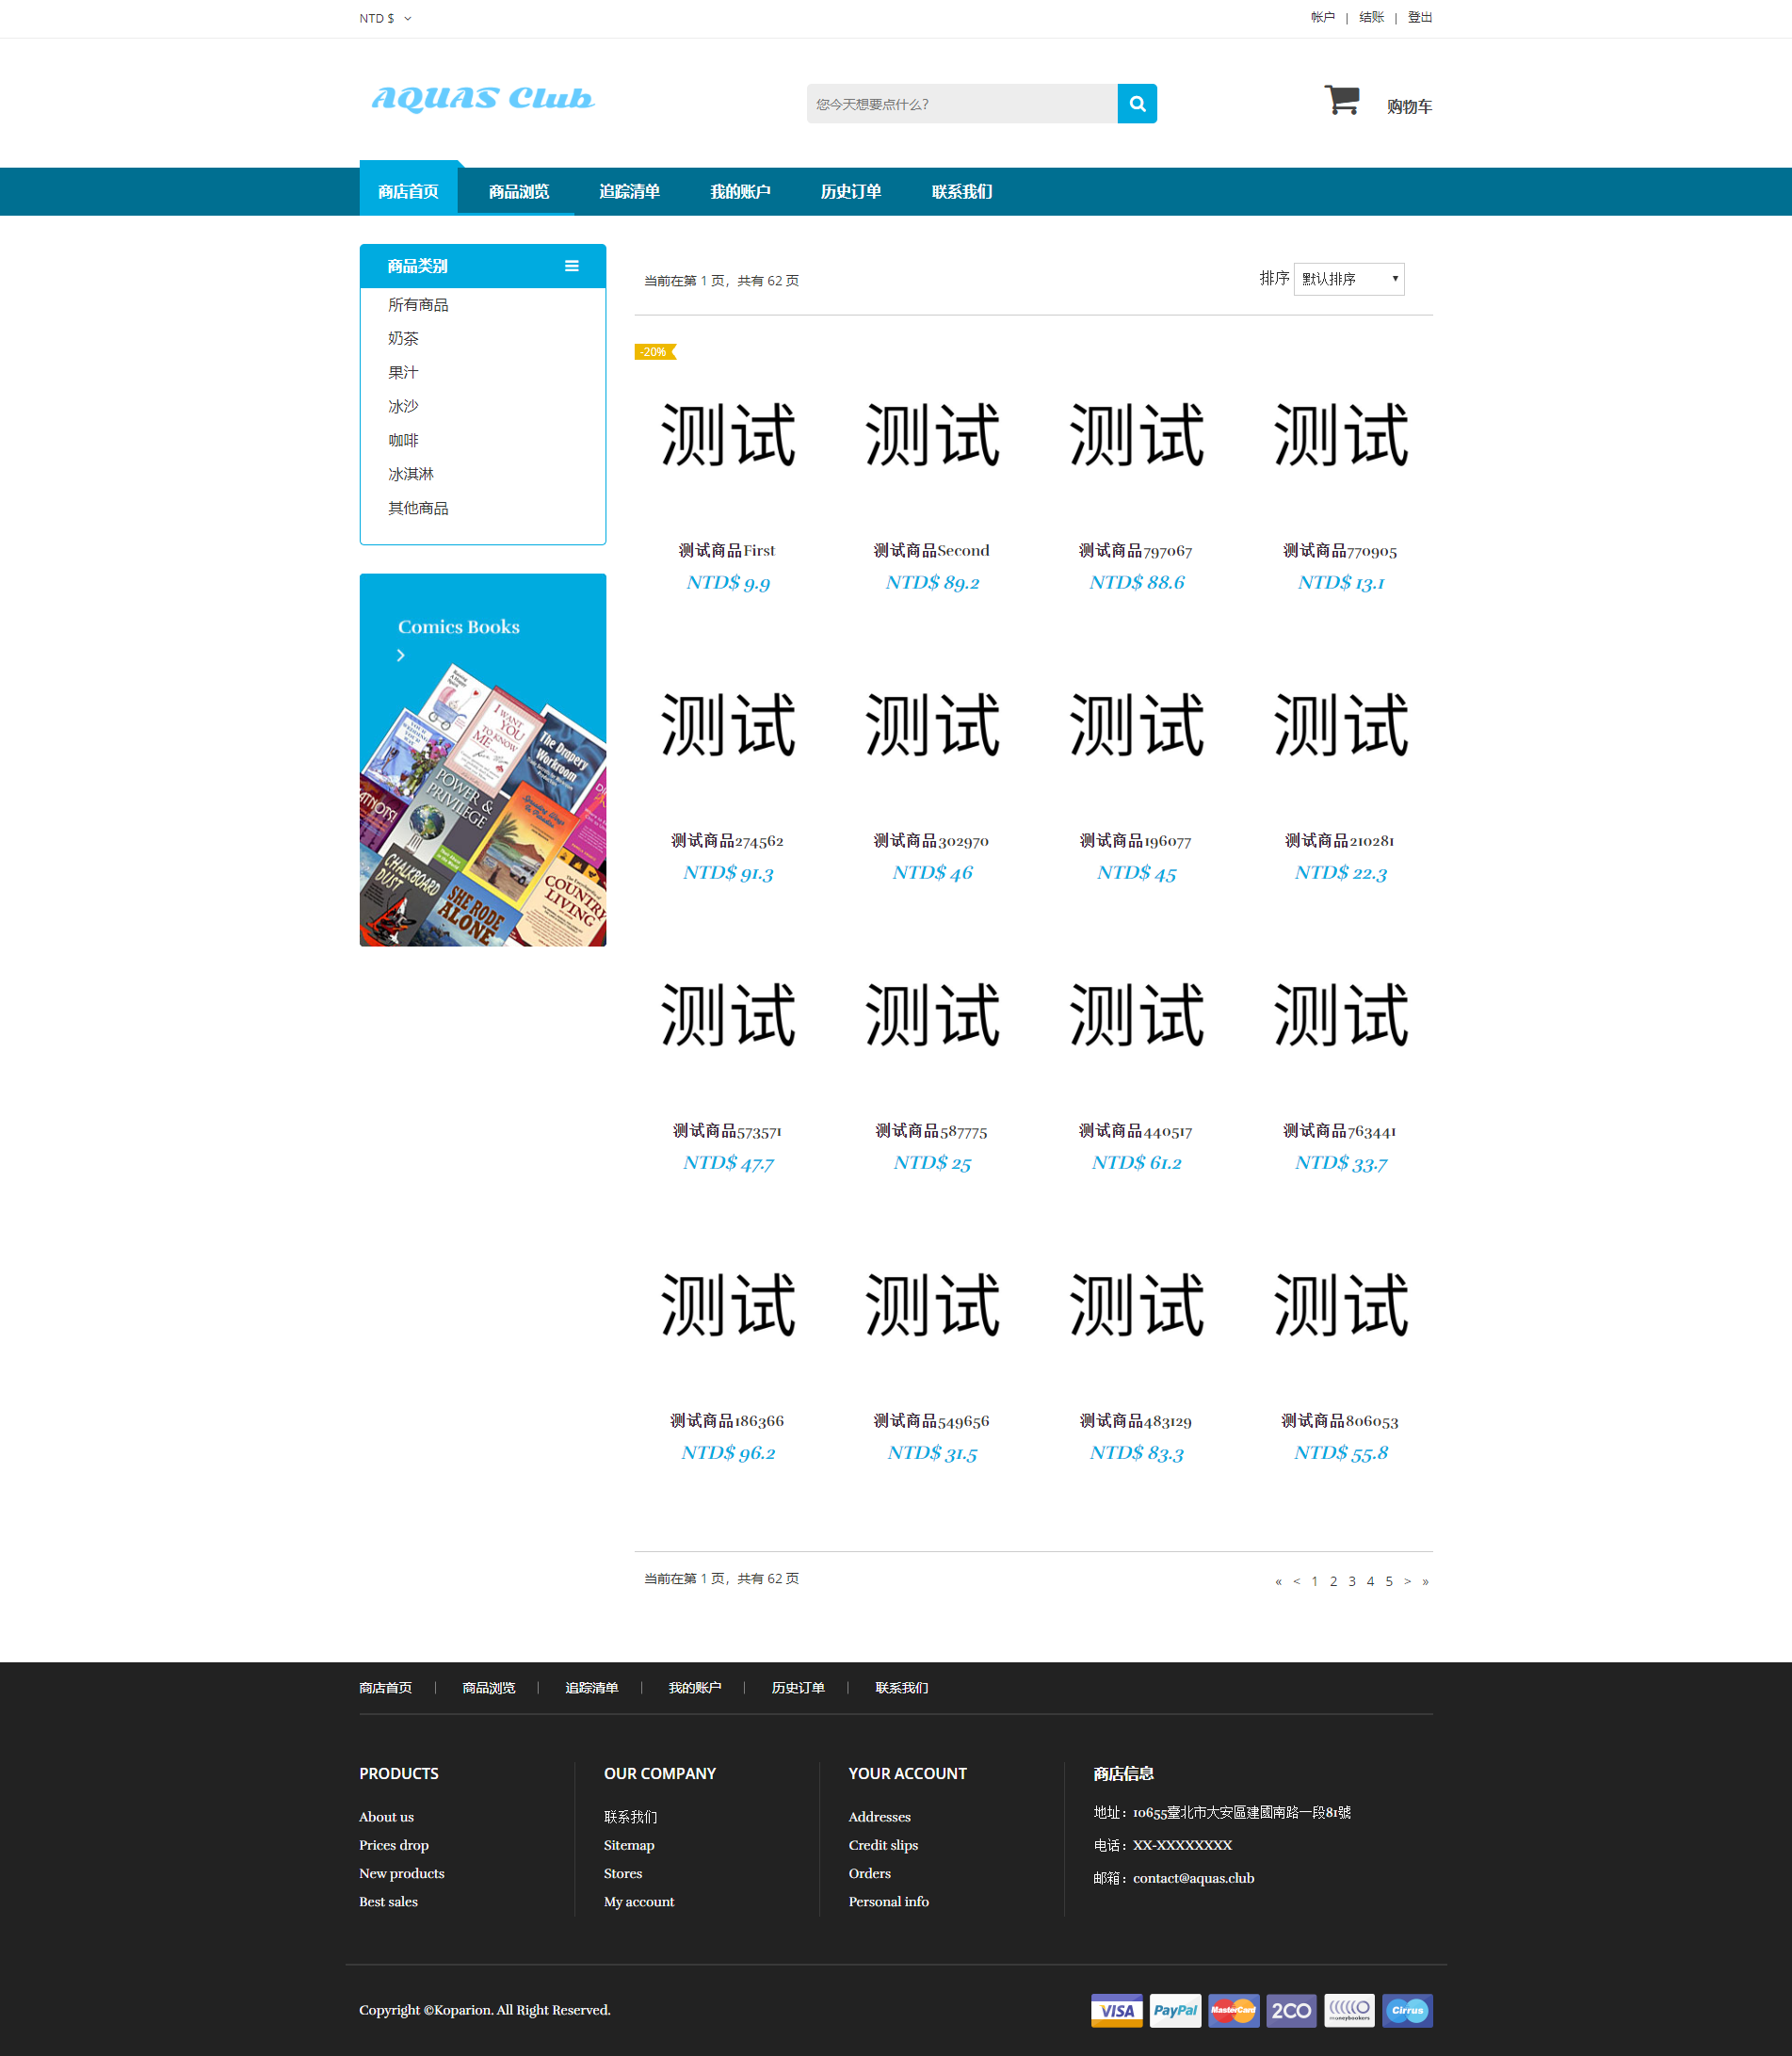 NTD $
帐户 | 结账 | 登出
AQUAS Club
您今天想要点什么?
购物车
商店首页 商品浏览 追踪清单 我的账户 历史订单 联系我们
商品类别
所有商品
奶茶
果汁
冰沙
咖啡
冰淇淋
其他商品
Comics Books
I WANT YOU TO KNOW ME
The Drapery Workroom
POWER & PRIVILEGE
CHALKBOARD DUST
SHE RODE ALONE
COUNTRY LIVING
当前在第 1 页，共有 62 页
排序 默认排序
-20%
测试 测试 测试 测试
测试商品First 测试商品Second 测试商品797067 测试商品770905
NTD$ 9.9 NTD$ 89.2 NTD$ 88.6 NTD$ 13.1
测试 测试 测试 测试
测试商品274562 测试商品302970 测试商品196077 测试商品210281
NTD$ 91.3 NTD$ 46 NTD$ 45 NTD$ 22.3
测试 测试 测试 测试
测试商品573571 测试商品587775 测试商品440517 测试商品763441
NTD$ 47.7 NTD$ 25 NTD$ 61.2 NTD$ 33.7
测试 测试 测试 测试
测试商品186366 测试商品549656 测试商品483129 测试商品806053
NTD$ 96.2 NTD$ 31.5 NTD$ 83.3 NTD$ 55.8
当前在第 1 页，共有 62 页
« < 1 2 3 4 5 > »
商店首页 | 商品浏览 | 追踪清单 | 我的账户 | 历史订单 | 联系我们
PRODUCTS
About us
Prices drop
New products
Best sales
OUR COMPANY
联系我们
Sitemap
Stores
My account
YOUR ACCOUNT
Addresses
Credit slips
Orders
Personal info
商店信息
地址：10655臺北市大安區建國南路一段81號
电话：XX-XXXXXXXX
邮箱：contact@aquas.club
Copyright ©Koparion. All Right Reserved.
VISA PayPal MasterCard 2CO moneybookers Cirrus